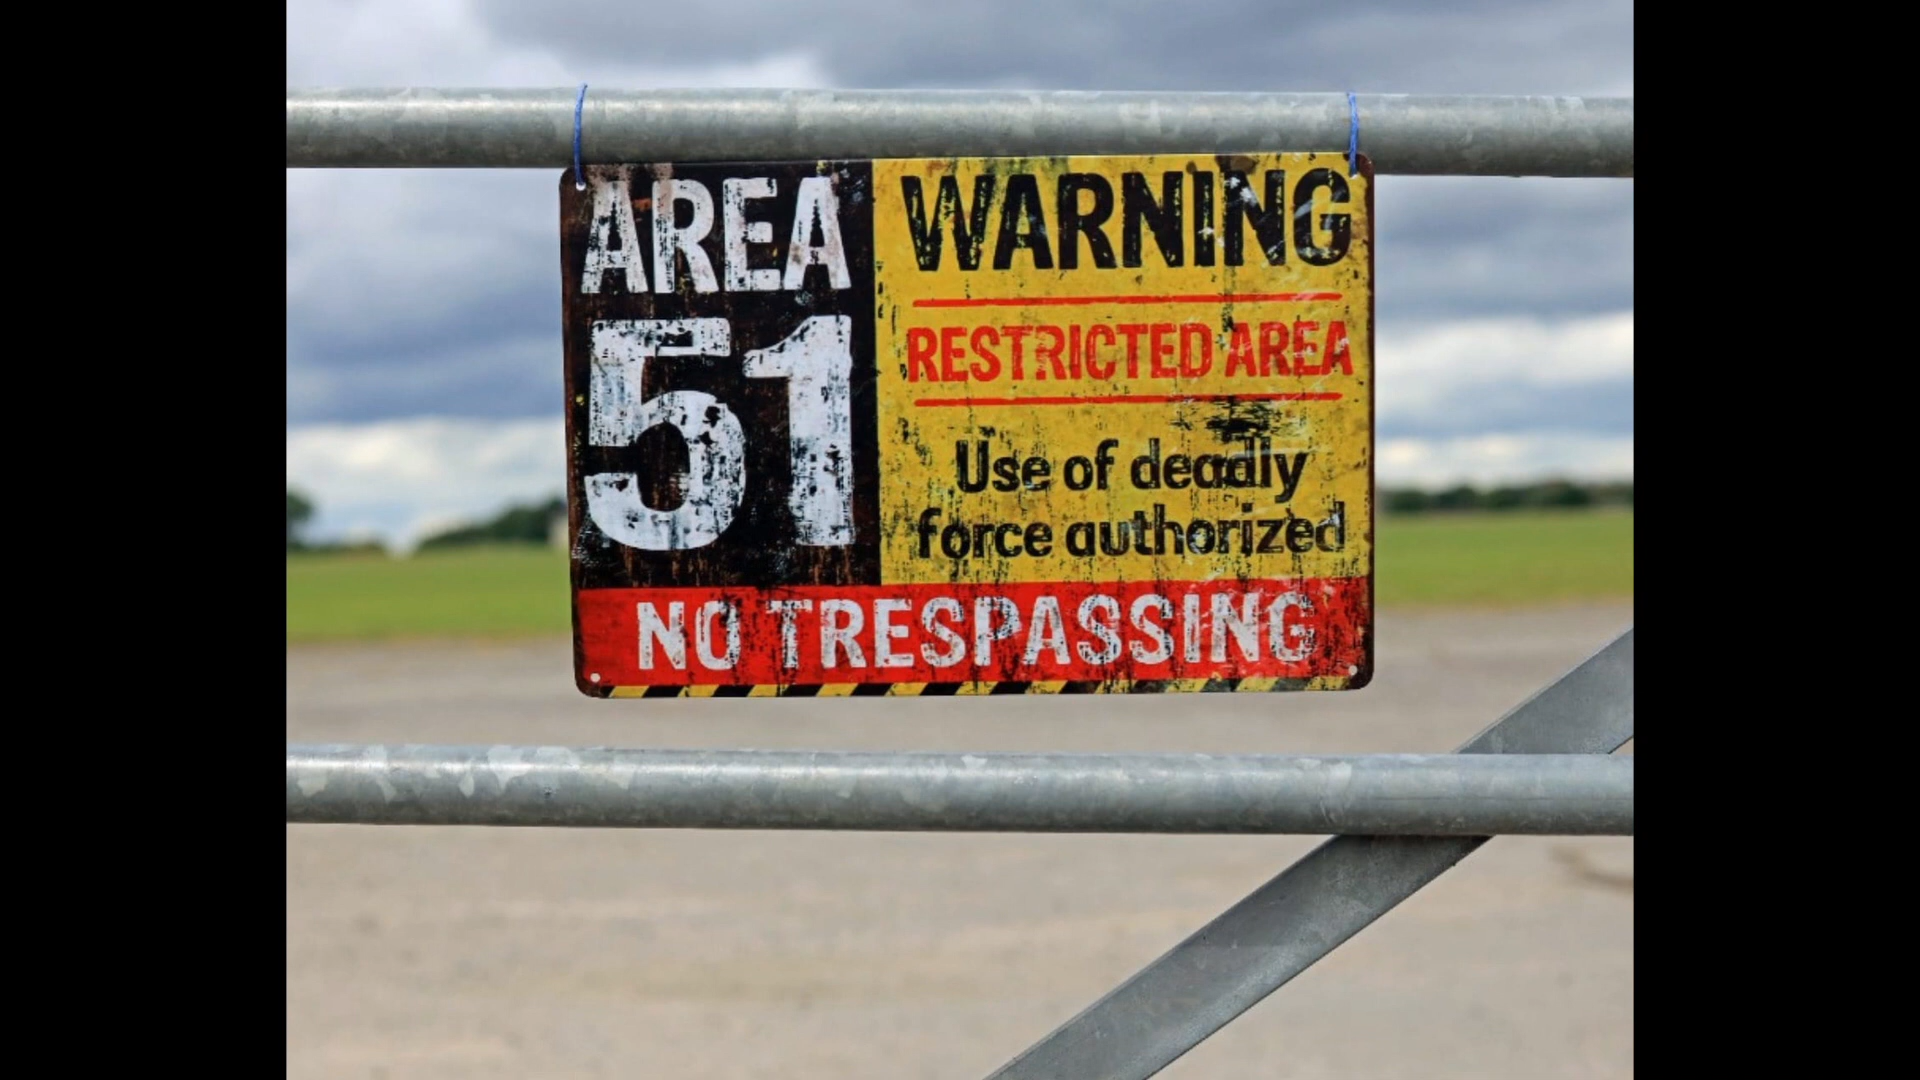 AREA
51
WARNING
RESTRICTED AREA
Use of deadly
force authorized
NO TRESPASSING